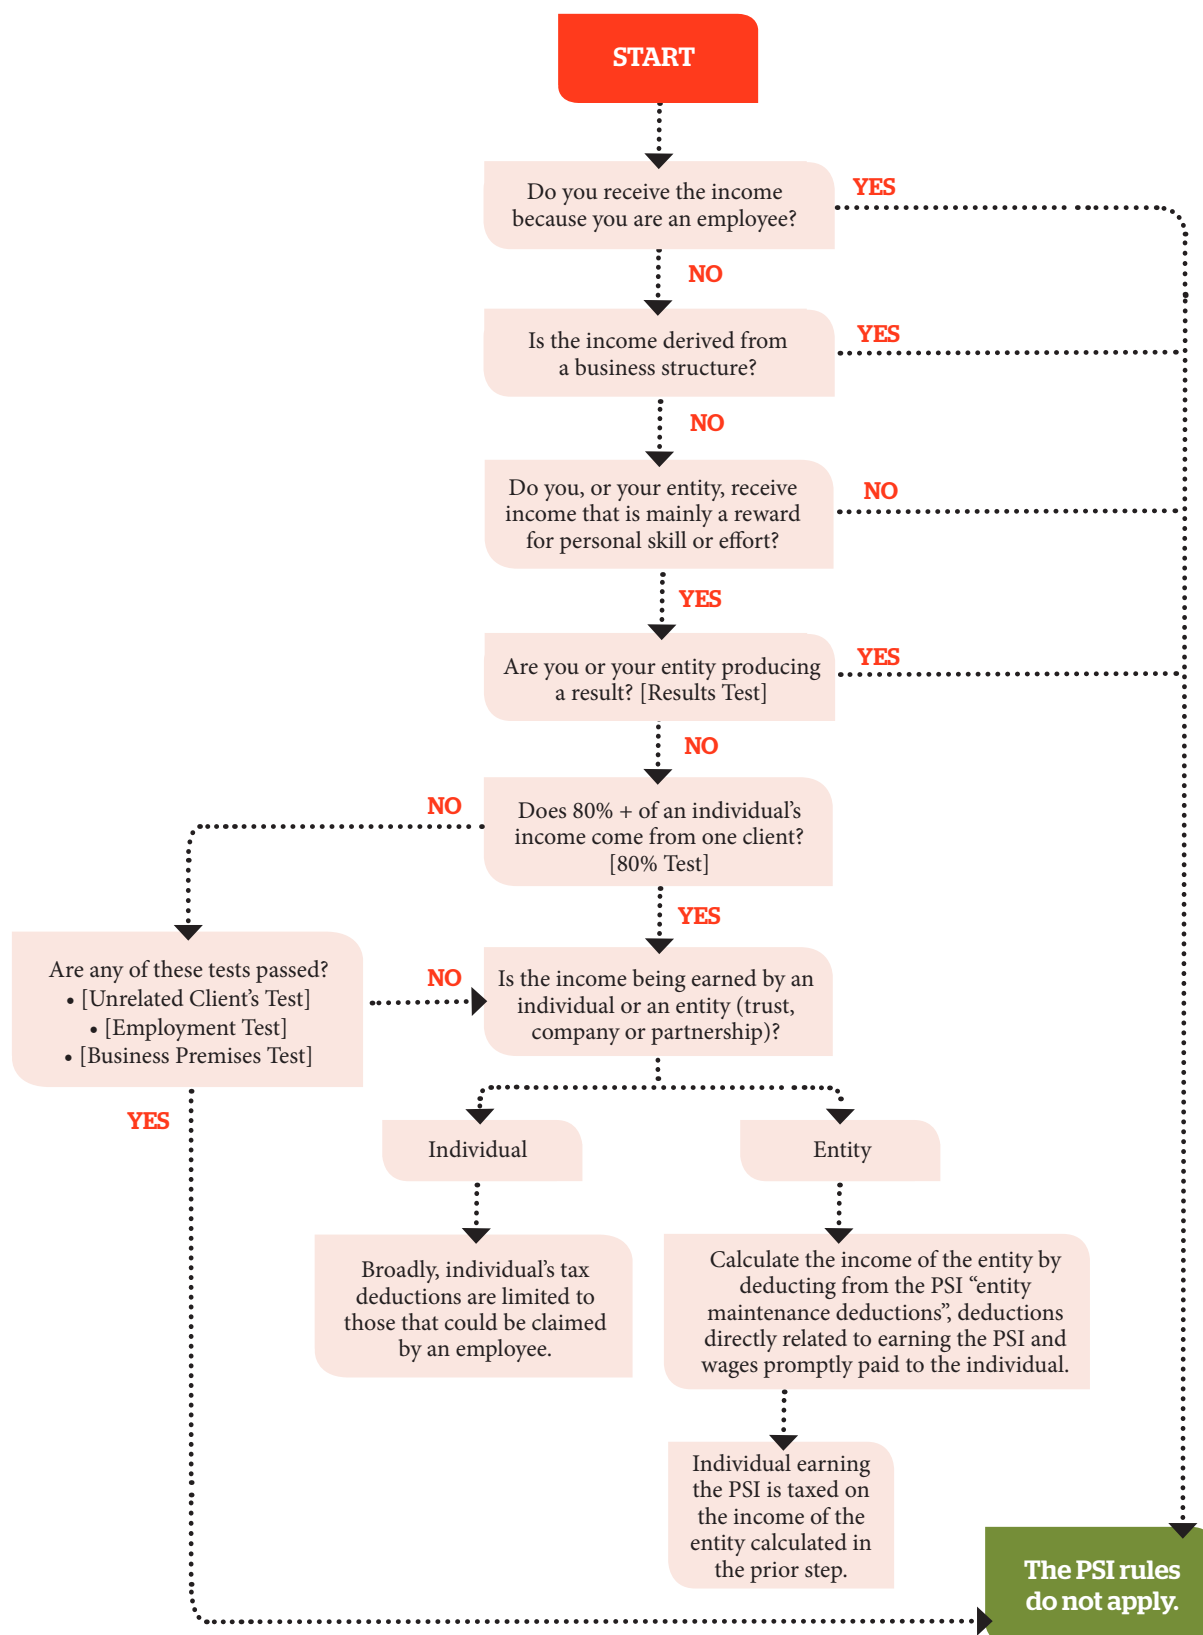 START
Do you receive the income
because you are an employee?
YES
NO
Is the income derived from
a business structure?
YES
NO
Do you, or your entity, receive
income that is mainly a reward
for personal skill or effort?
NO
YES
Are you or your entity producing
a result? [Results Test]
YES
NO
Does 80% + of an individual’s
income come from one client?
[80% Test]
NO
YES
Are any of these tests passed?
• [Unrelated Client’s Test]
• [Employment Test]
• [Business Premises Test]
NO
YES
Is the income being earned by an
individual or an entity (trust,
company or partnership)?
Individual
Entity
Broadly, individual’s tax
deductions are limited to
those that could be claimed
by an employee.
Calculate the income of the entity by
deducting from the PSI “entity
maintenance deductions”, deductions
directly related to earning the PSI and
wages promptly paid to the individual.
Individual earning
the PSI is taxed on
the income of the
entity calculated in
the prior step.
The PSI rules
do not apply.